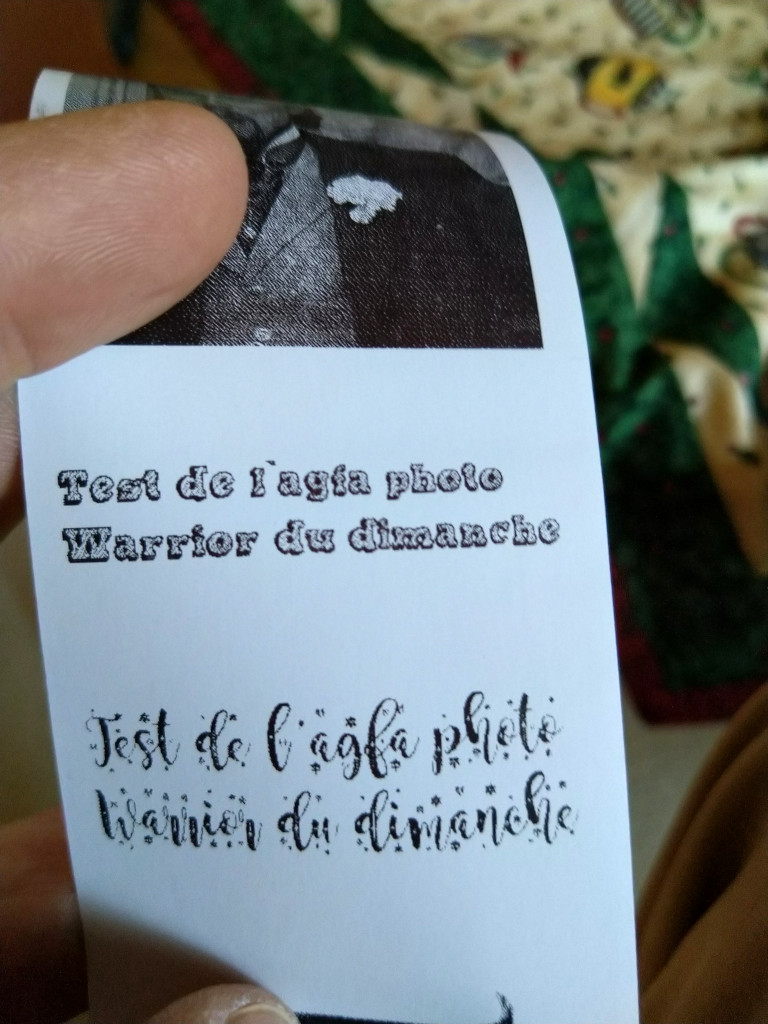 Test de l'agfa photo
Warrior du dimanche
Test de l'agfa photo
Warrior du dimanche